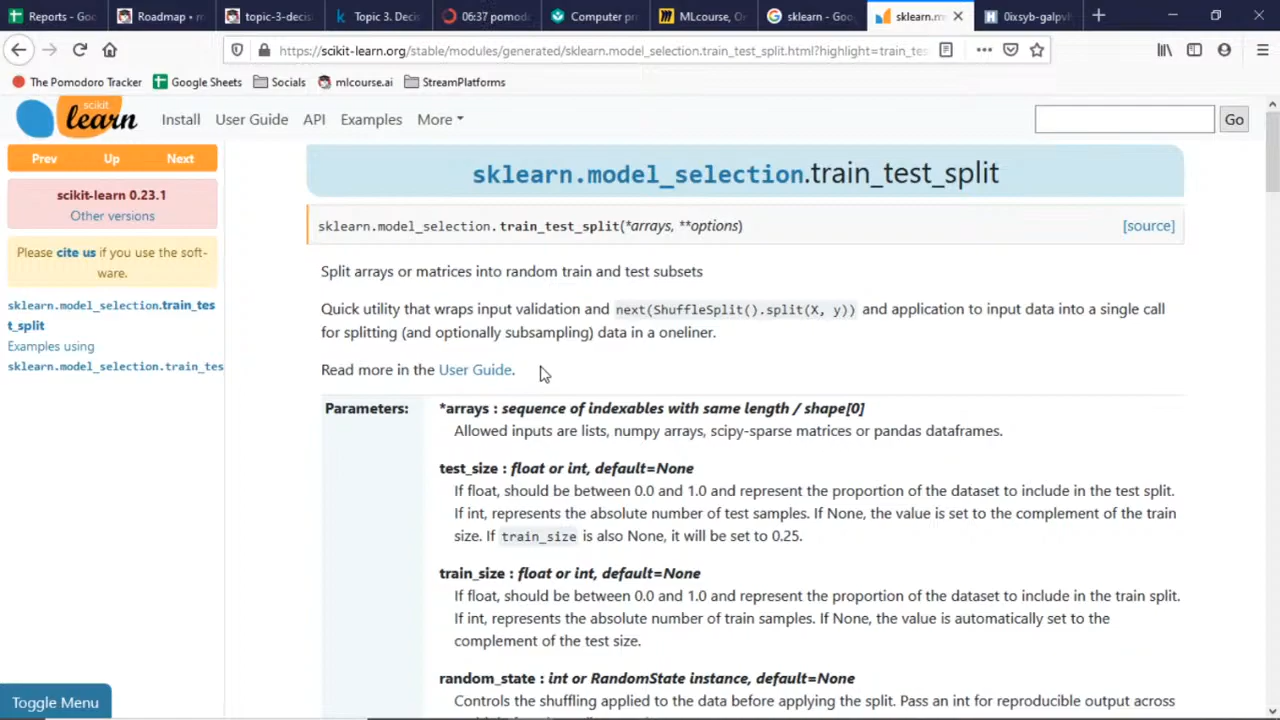 Reports - Goo
Roadmap • m
topic-3-decis
Topic 3. Decis
06:37 pomod
Computer pro
MLcourse, Or
sklearn - Goo
sklearn.m
0ixsyb-galpvh
https://scikit-learn.org/stable/modules/generated/sklearn.model_selection.train_test_split.html?highlight=train_tes
The Pomodoro Tracker
Google Sheets
Socials
mlcourse.ai
StreamPlatforms
scikit
learn
Install
User Guide
API
Examples
More
Go
Prev
Up
Next
scikit-learn 0.23.1
Other versions
Please cite us if you use the soft-
ware.
sklearn.model_selection.train_tes
t_split
Examples using
sklearn.model_selection.train_tes
sklearn.model_selection.train_test_split
sklearn.model_selection.train_test_split(*arrays, **options)
[source]
Split arrays or matrices into random train and test subsets
Quick utility that wraps input validation and next(ShuffleSplit().split(X, y)) and application to input data into a single call
for splitting (and optionally subsampling) data in a oneliner.
Read more in the User Guide.
Parameters:
*arrays : sequence of indexables with same length / shape[0]
Allowed inputs are lists, numpy arrays, scipy-sparse matrices or pandas dataframes.
test_size : float or int, default=None
If float, should be between 0.0 and 1.0 and represent the proportion of the dataset to include in the test split.
If int, represents the absolute number of test samples. If None, the value is set to the complement of the train
size. If train_size is also None, it will be set to 0.25.
train_size : float or int, default=None
If float, should be between 0.0 and 1.0 and represent the proportion of the dataset to include in the train split.
If int, represents the absolute number of train samples. If None, the value is automatically set to the
complement of the test size.
random_state : int or RandomState instance, default=None
Controls the shuffling applied to the data before applying the split. Pass an int for reproducible output across
Toggle Menu